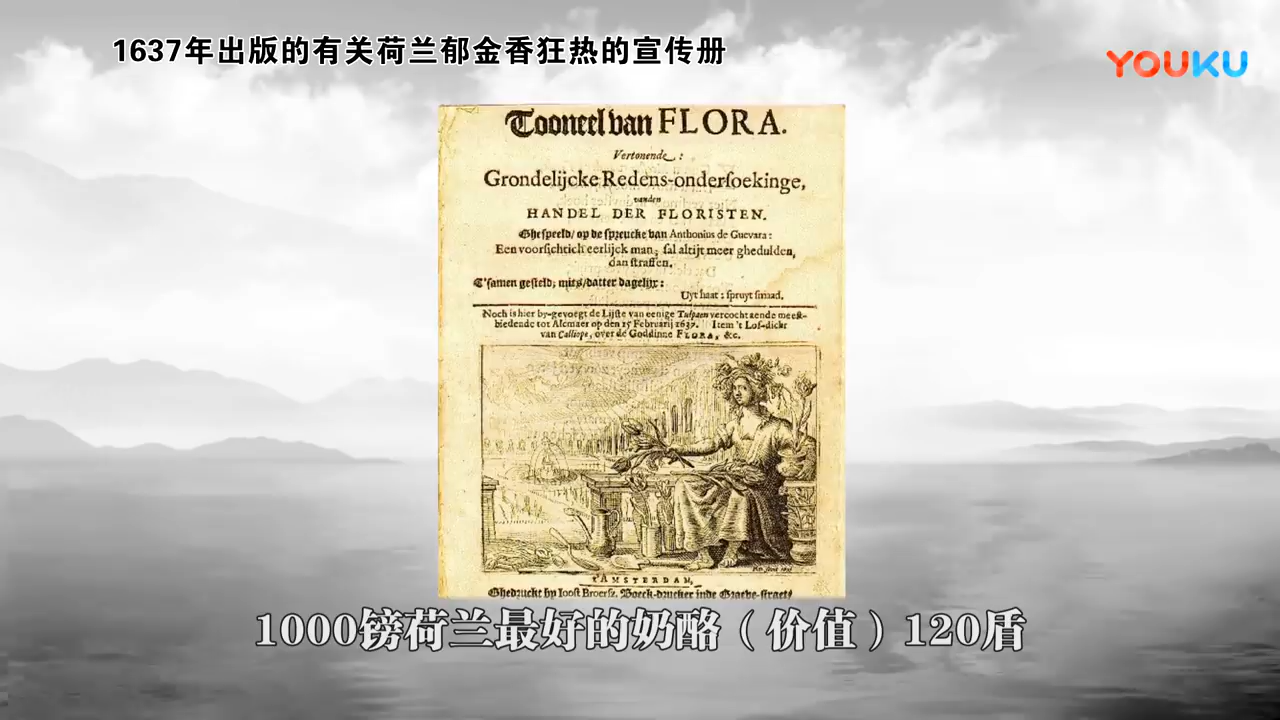 1637年出版的有关荷兰郁金香狂热的宣传册
YOUKU
Tooneel van FLORA.
Vertonende:
Grondelijcke Redens-ondersoekinge,
vanden
HANDEL DER FLORISTEN.
Ghespeelt/ op de spreucke van Anthonius de Guevara:
Een voorsichtich eerlijck man, sal altijt meer ghedulden,
dan straffen.
T'samen gestelt, mits/datter dagelijx:
Uyt haat: spruyt smaad.
Noch is hier by-gevoegt de Lijste van eenige Tulpaen vercocht aende meest-
biedende tot Alcmaer op den 15 Februarij 1637. Item 't Lof-dicht
van Calliope, over de Goddinne FLORA, &c.
t'AMSTERDAM,
Ghedruckt by Joost Broersz. Boeck-drucker inde Graeve-straet/
1000镑荷兰最好的奶酪（价值）120盾